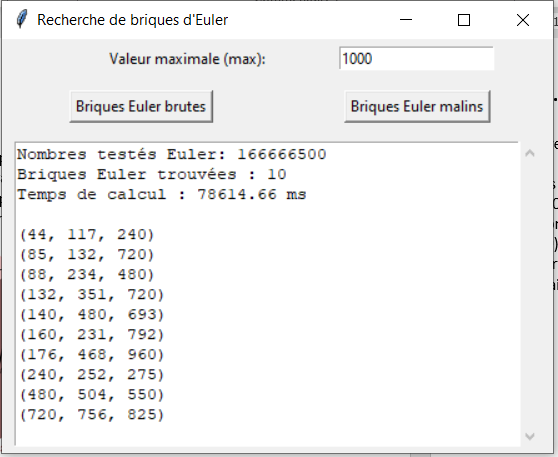 Recherche de briques d'Euler
Valeur maximale (max): 1000
Briques Euler brutes Briques Euler malins
Nombres testés Euler: 166666500
Briques Euler trouvées : 10
Temps de calcul : 78614.66 ms
(44, 117, 240)
(85, 132, 720)
(88, 234, 480)
(132, 351, 720)
(140, 480, 693)
(160, 231, 792)
(176, 468, 960)
(240, 252, 275)
(480, 504, 550)
(720, 756, 825)